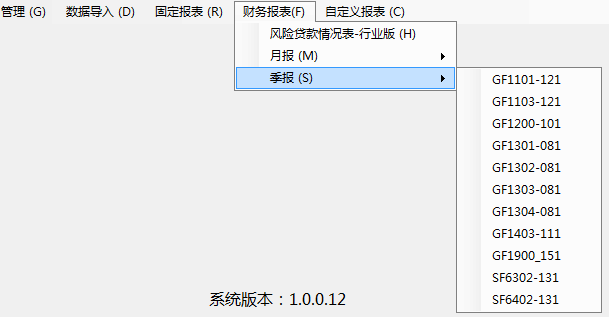 管理 (G) 数据导入 (D) 固定报表 (R) 财务报表(F) 自定义报表 (C)
风险贷款情况表-行业版 (H)
月报 (M)
季报 (S)
GF1101-121
GF1103-121
GF1200-101
GF1301-081
GF1302-081
GF1303-081
GF1304-081
GF1403-111
GF1900_151
SF6302-131
SF6402-131
系统版本：1.0.0.12